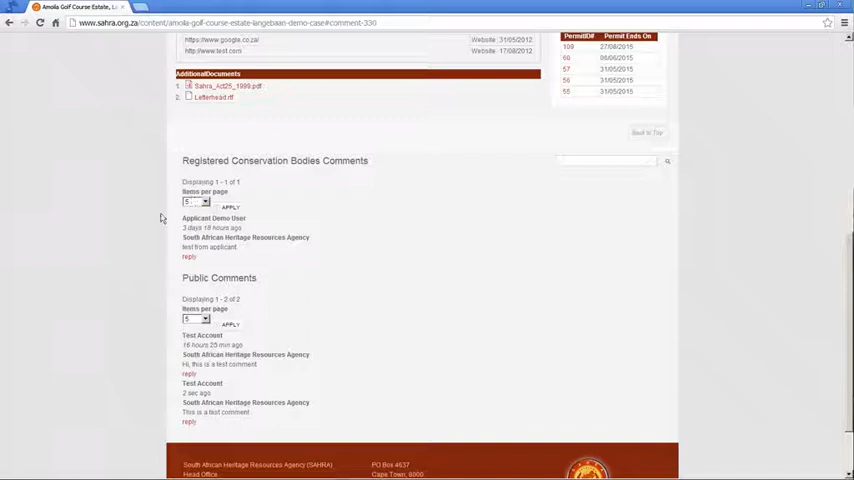 Amolla Golf Course Estate, La
www.sahra.org.za/content/amolla-golf-course-estate-langebaan-demo-case#comment-330
https://www.google.co.za/ Website 31/05/2012
http://www.test.com Website 17/08/2012
AdditionalDocuments
1. Sahra_Act25_1999.pdf
2. Letterhead.rtf
PermitID# Permit Ends On
109 27/08/2015
60 06/06/2015
57 31/05/2015
56 31/05/2015
55 31/05/2015
Back to Top
Registered Conservation Bodies Comments
Displaying 1 - 1 of 1
Items per page
5
APPLY
Applicant Demo User
3 days 18 hours ago
South African Heritage Resources Agency
test from applicant
reply
Public Comments
Displaying 1 - 2 of 2
Items per page
5
APPLY
Test Account
16 hours 25 min ago
South African Heritage Resources Agency
Hi, this is a test comment
reply
Test Account
2 sec ago
South African Heritage Resources Agency
This is a test comment
reply
South African Heritage Resources Agency (SAHRA) PO Box 4637
Head Office Cape Town, 8000